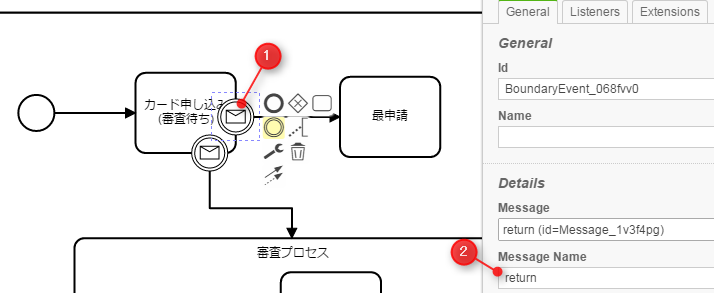 General
Listeners
Extensions
General
Id
BoundaryEvent_068fvv0
Name
1
カード申し込み
(審査待ち)
最申請
Details
Message
return (id=Message_1v3f4pg)
2
Message Name
return
審査プロセス